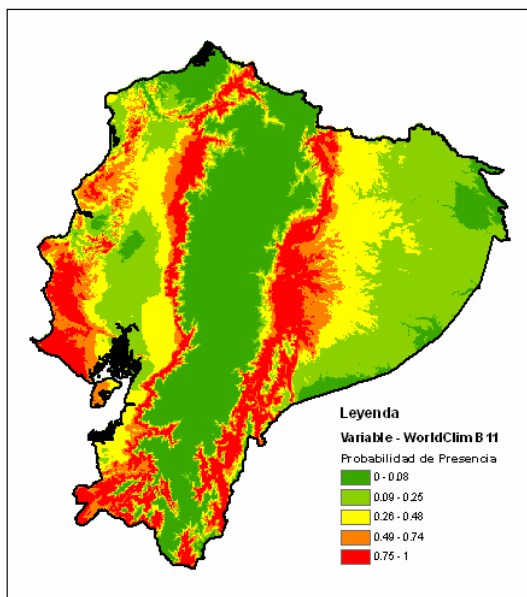 Leyenda
Variable - WorldClim B 11
Probabilidad de Presencia
0 - 0.08
0.09 - 0.25
0.26 - 0.48
0.49 - 0.74
0.75 - 1